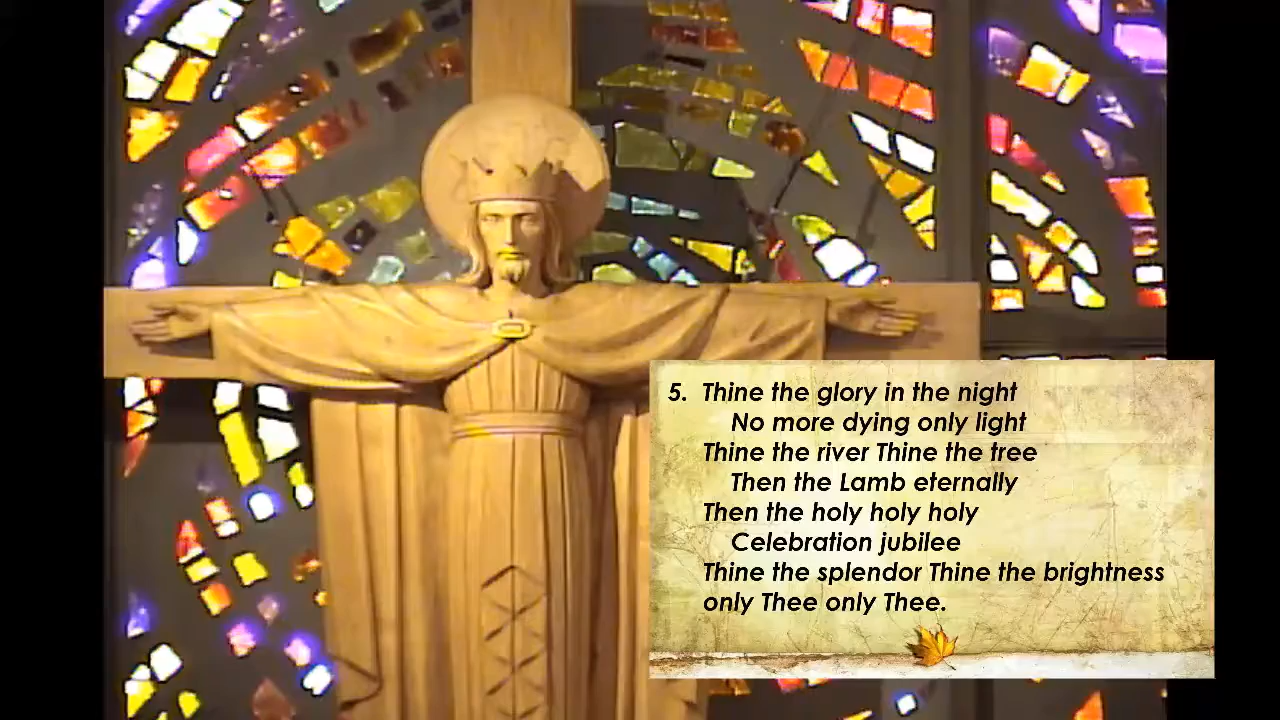 5. Thine the glory in the night
No more dying only light
Thine the river Thine the tree
Then the Lamb eternally
Then the holy holy holy
Celebration jubilee
Thine the splendor Thine the brightness
only Thee only Thee.